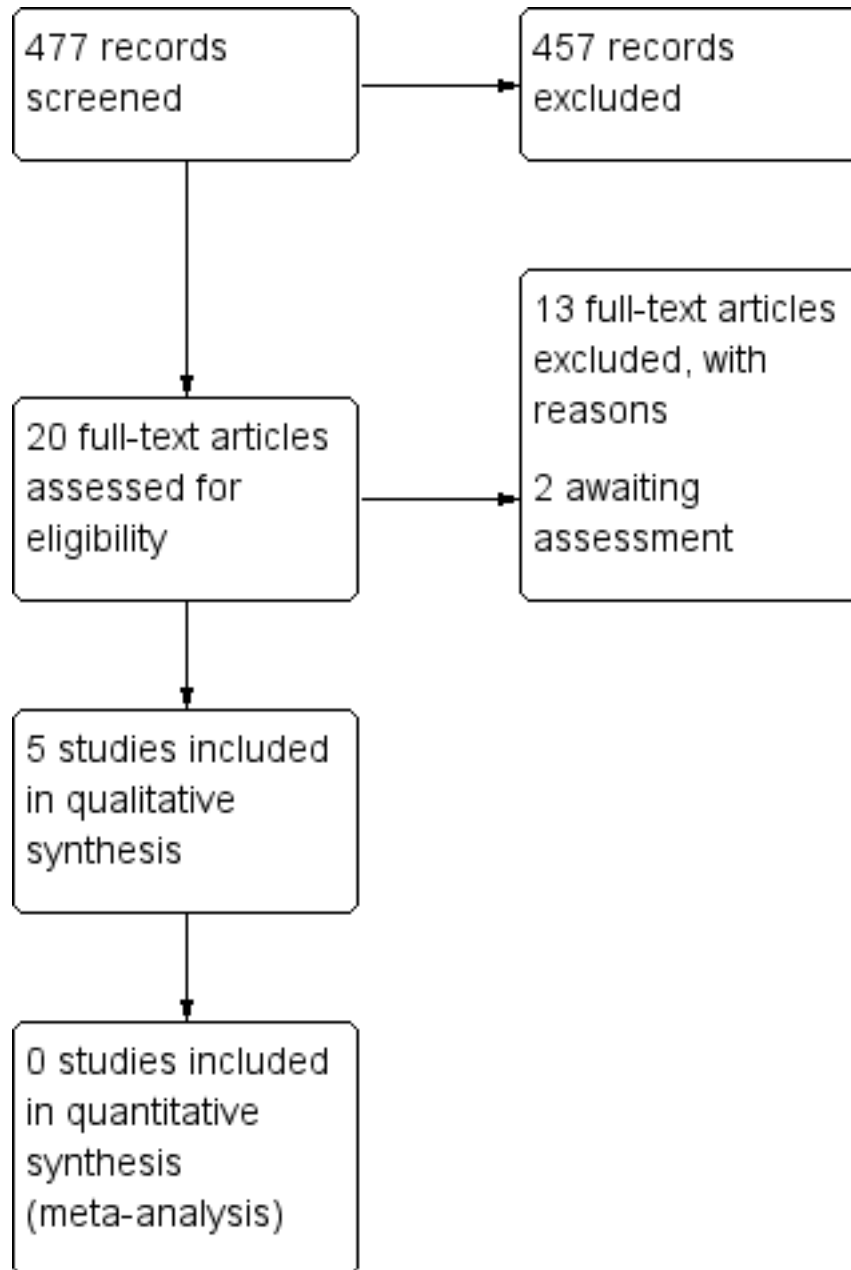 477 records
screened
457 records
excluded
13 full-text articles
excluded, with
reasons
2 awaiting
assessment
20 full-text articles
assessed for
eligibility
5 studies included
in qualitative
synthesis
0 studies included
in quantitative
synthesis
(meta-analysis)